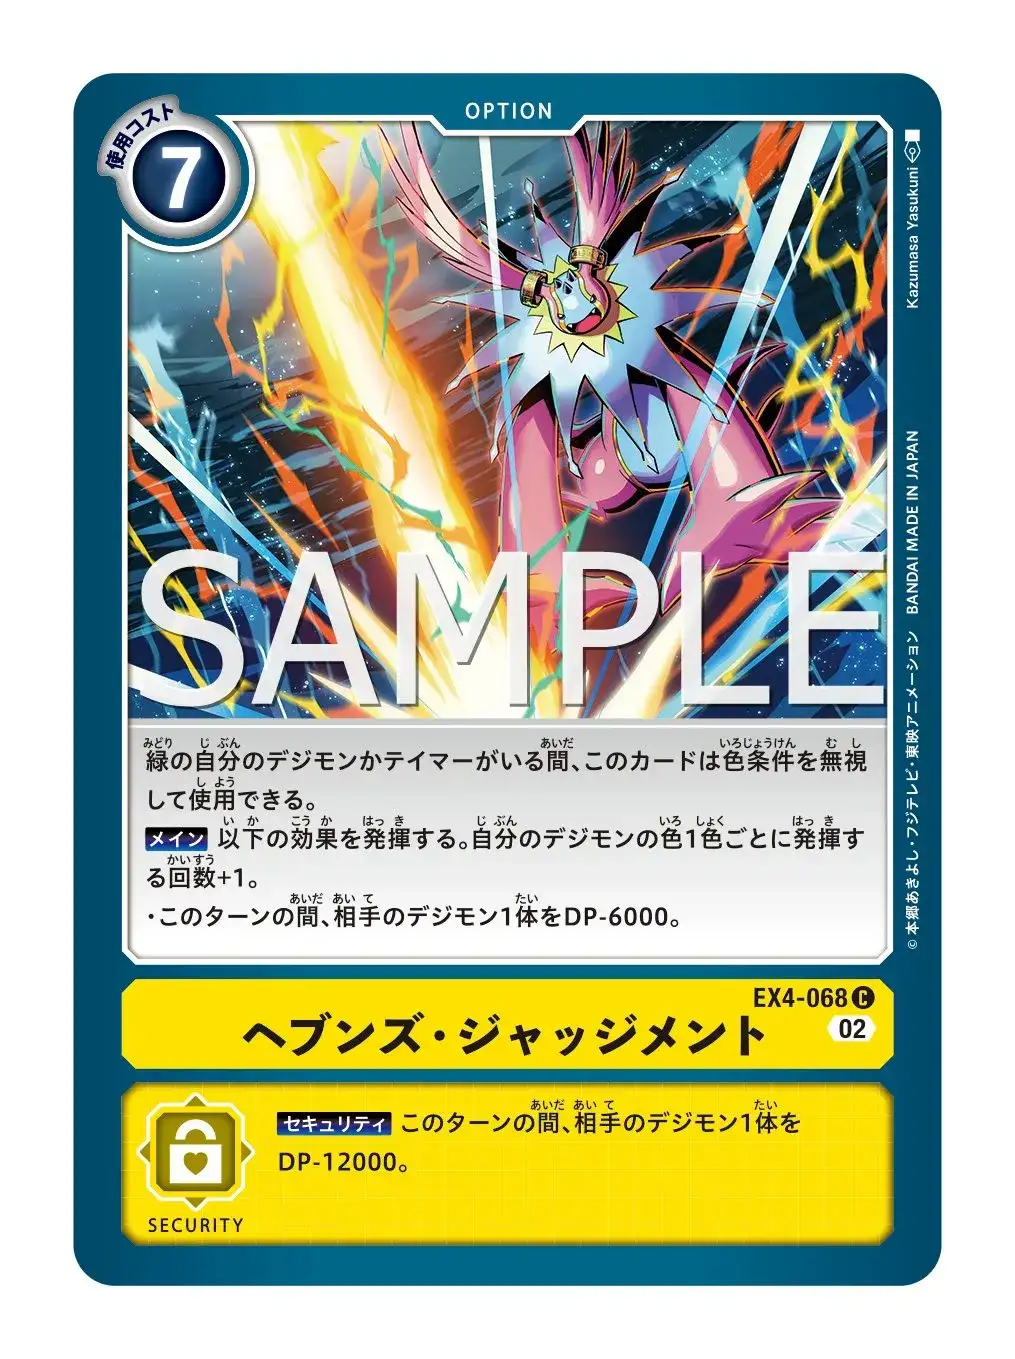 OPTION
使用コスト
7
Kazumasa Yasukuni
SAMPLE
緑の自分のデジモンかテイマーがいる間、このカードは色条件を無視
して使用できる。
メイン 以下の効果を発揮する。自分のデジモンの色1色ごとに発揮す
る回数+1。
・このターンの間、相手のデジモン1体をDP-6000。
©本郷あきよし・フジテレビ・東映アニメーション BANDAI MADE IN JAPAN
EX4-068 C
ヘブンズ・ジャッジメント
02
セキュリティ このターンの間、相手のデジモン1体を
DP-12000。
SECURITY